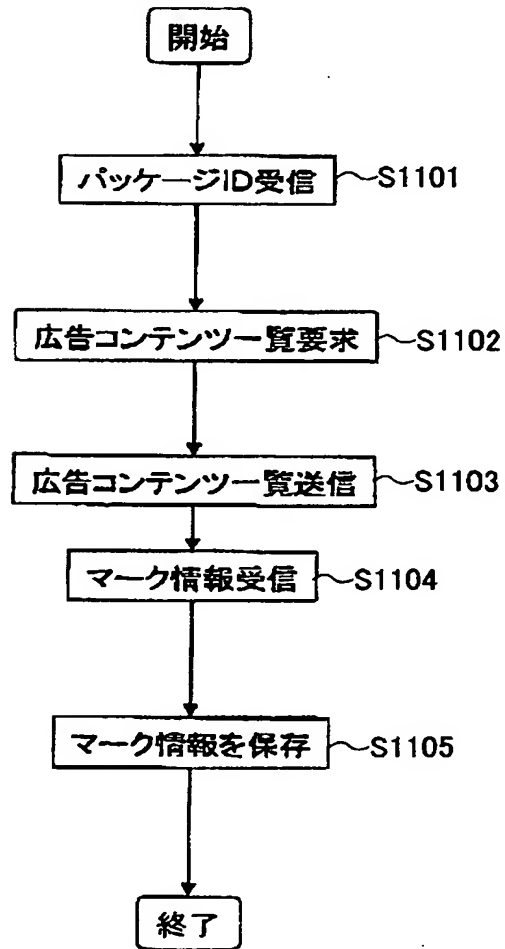 開始
パッケージID受信 S1101
広告コンテンツ一覧要求 S1102
広告コンテンツ一覧送信 S1103
マーク情報受信 S1104
マーク情報を保存 S1105
終了